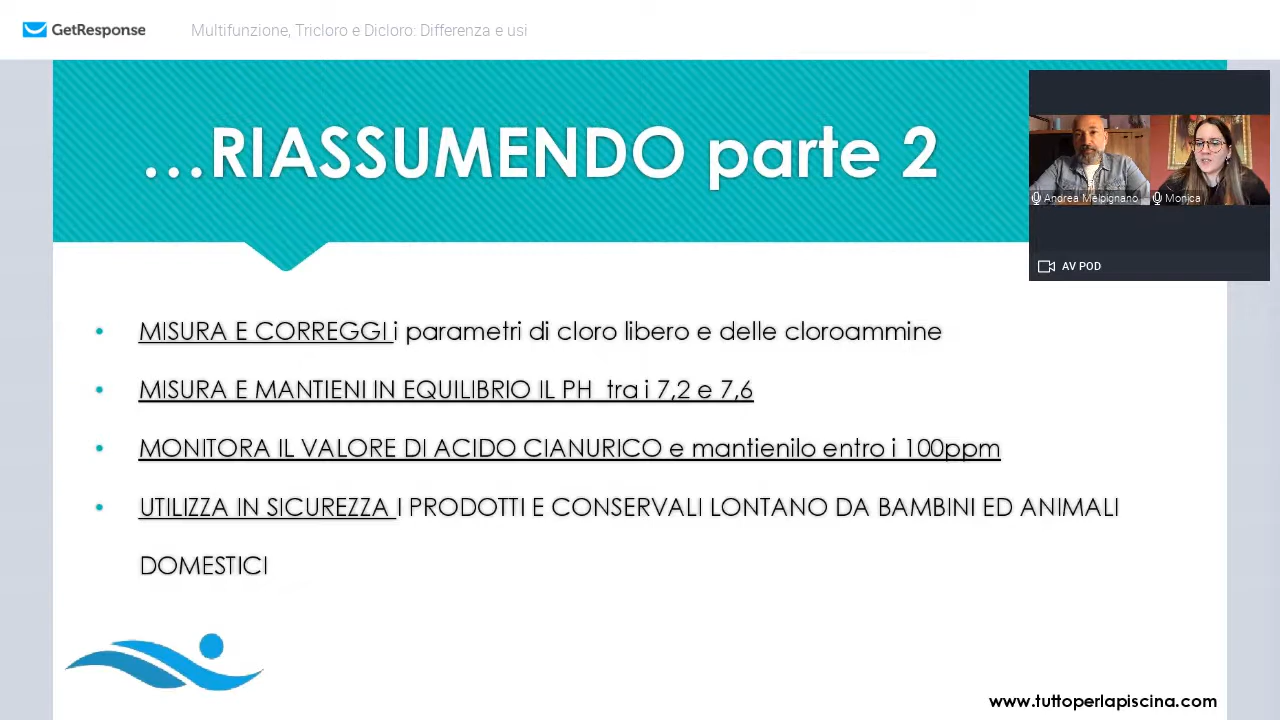 GetResponse
Multifunzione, Tricloro e Dicloro: Differenza e usi
...RIASSUMENDO parte 2
Andrea Melpignano
Monica
AV POD
• MISURA E CORREGGI i parametri di cloro libero e delle cloroammine
• MISURA E MANTIENI IN EQUILIBRIO IL PH tra i 7,2 e 7,6
• MONITORA IL VALORE DI ACIDO CIANURICO e mantienilo entro i 100ppm
• UTILIZZA IN SICUREZZA I PRODOTTI E CONSERVALI LONTANO DA BAMBINI ED ANIMALI
DOMESTICI
www.tuttoperlapiscina.com